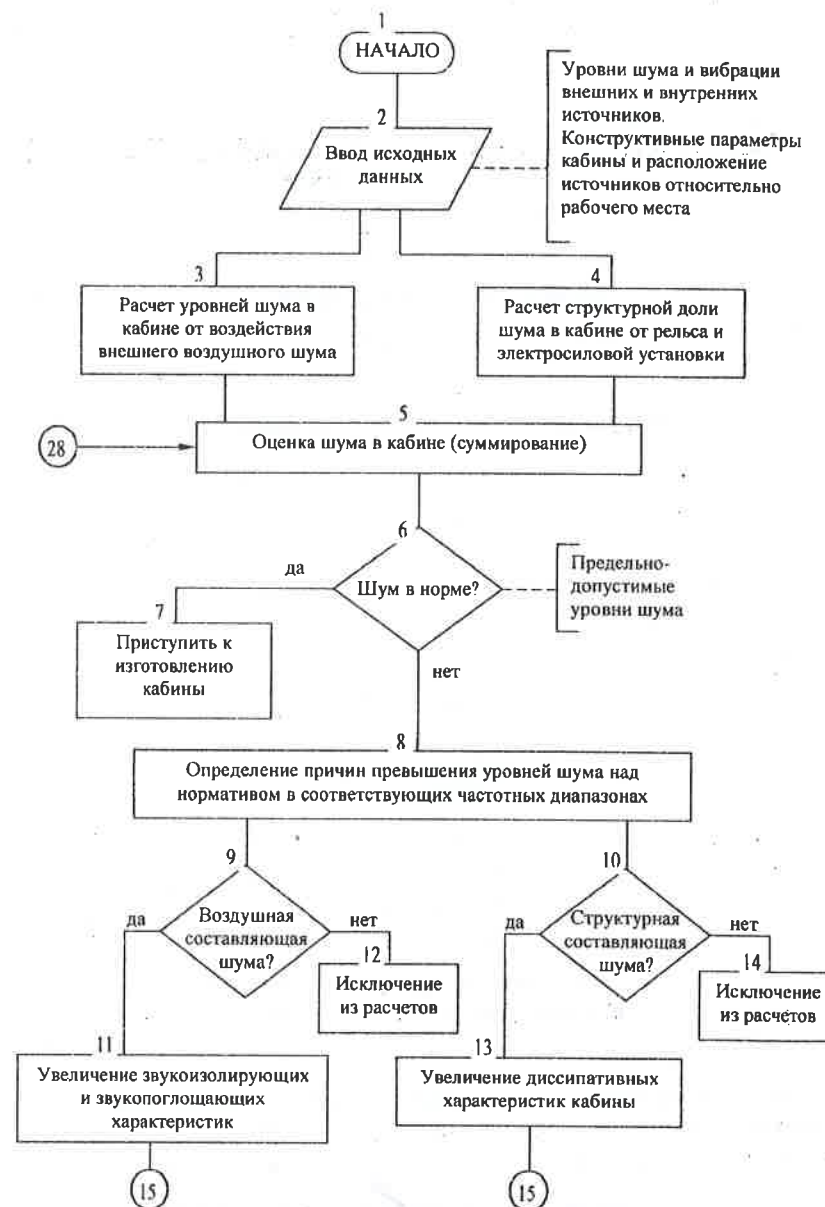 1
НАЧАЛО
2
Ввод исходных
данных
Уровни шума и вибрации
внешних и внутренних
источников.
Конструктивные параметры
кабины и расположение
источников относительно
рабочего места
3
Расчет уровней шума в
кабине от воздействия
внешнего воздушного шума
4
Расчет структурной доли
шума в кабине от рельса и
электросиловой установки
5
28
Оценка шума в кабине (суммирование)
6
да
Шум в норме?
Предельно-
допустимые
уровни шума
7
Приступить к
изготовлению
кабины
нет
8
Определение причин превышения уровней шума над
нормативом в соответствующих частотных диапазонах
9
да
Воздушная
составляющая
шума?
нет
12
Исключение
из расчетов
10
да
Структурная
составляющая
шума?
нет
14
Исключение
из расчетов
11
Увеличение звукоизолирующих
и звукопоглощающих
характеристик
13
Увеличение диссипативных
характеристик кабины
15
15